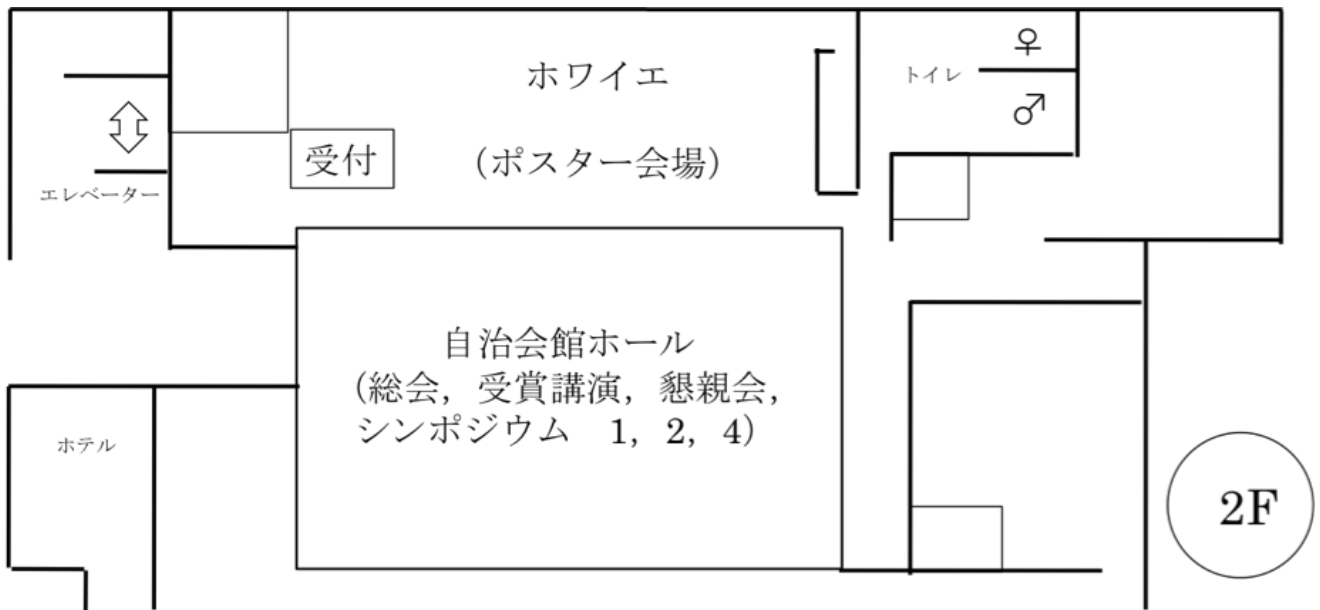 ホワイエ
(ポスター会場)
受付
エレベーター
トイレ
♀
♂
自治会館ホール
(総会, 受賞講演, 懇親会,
シンポジウム 1, 2, 4)
ホテル
2F